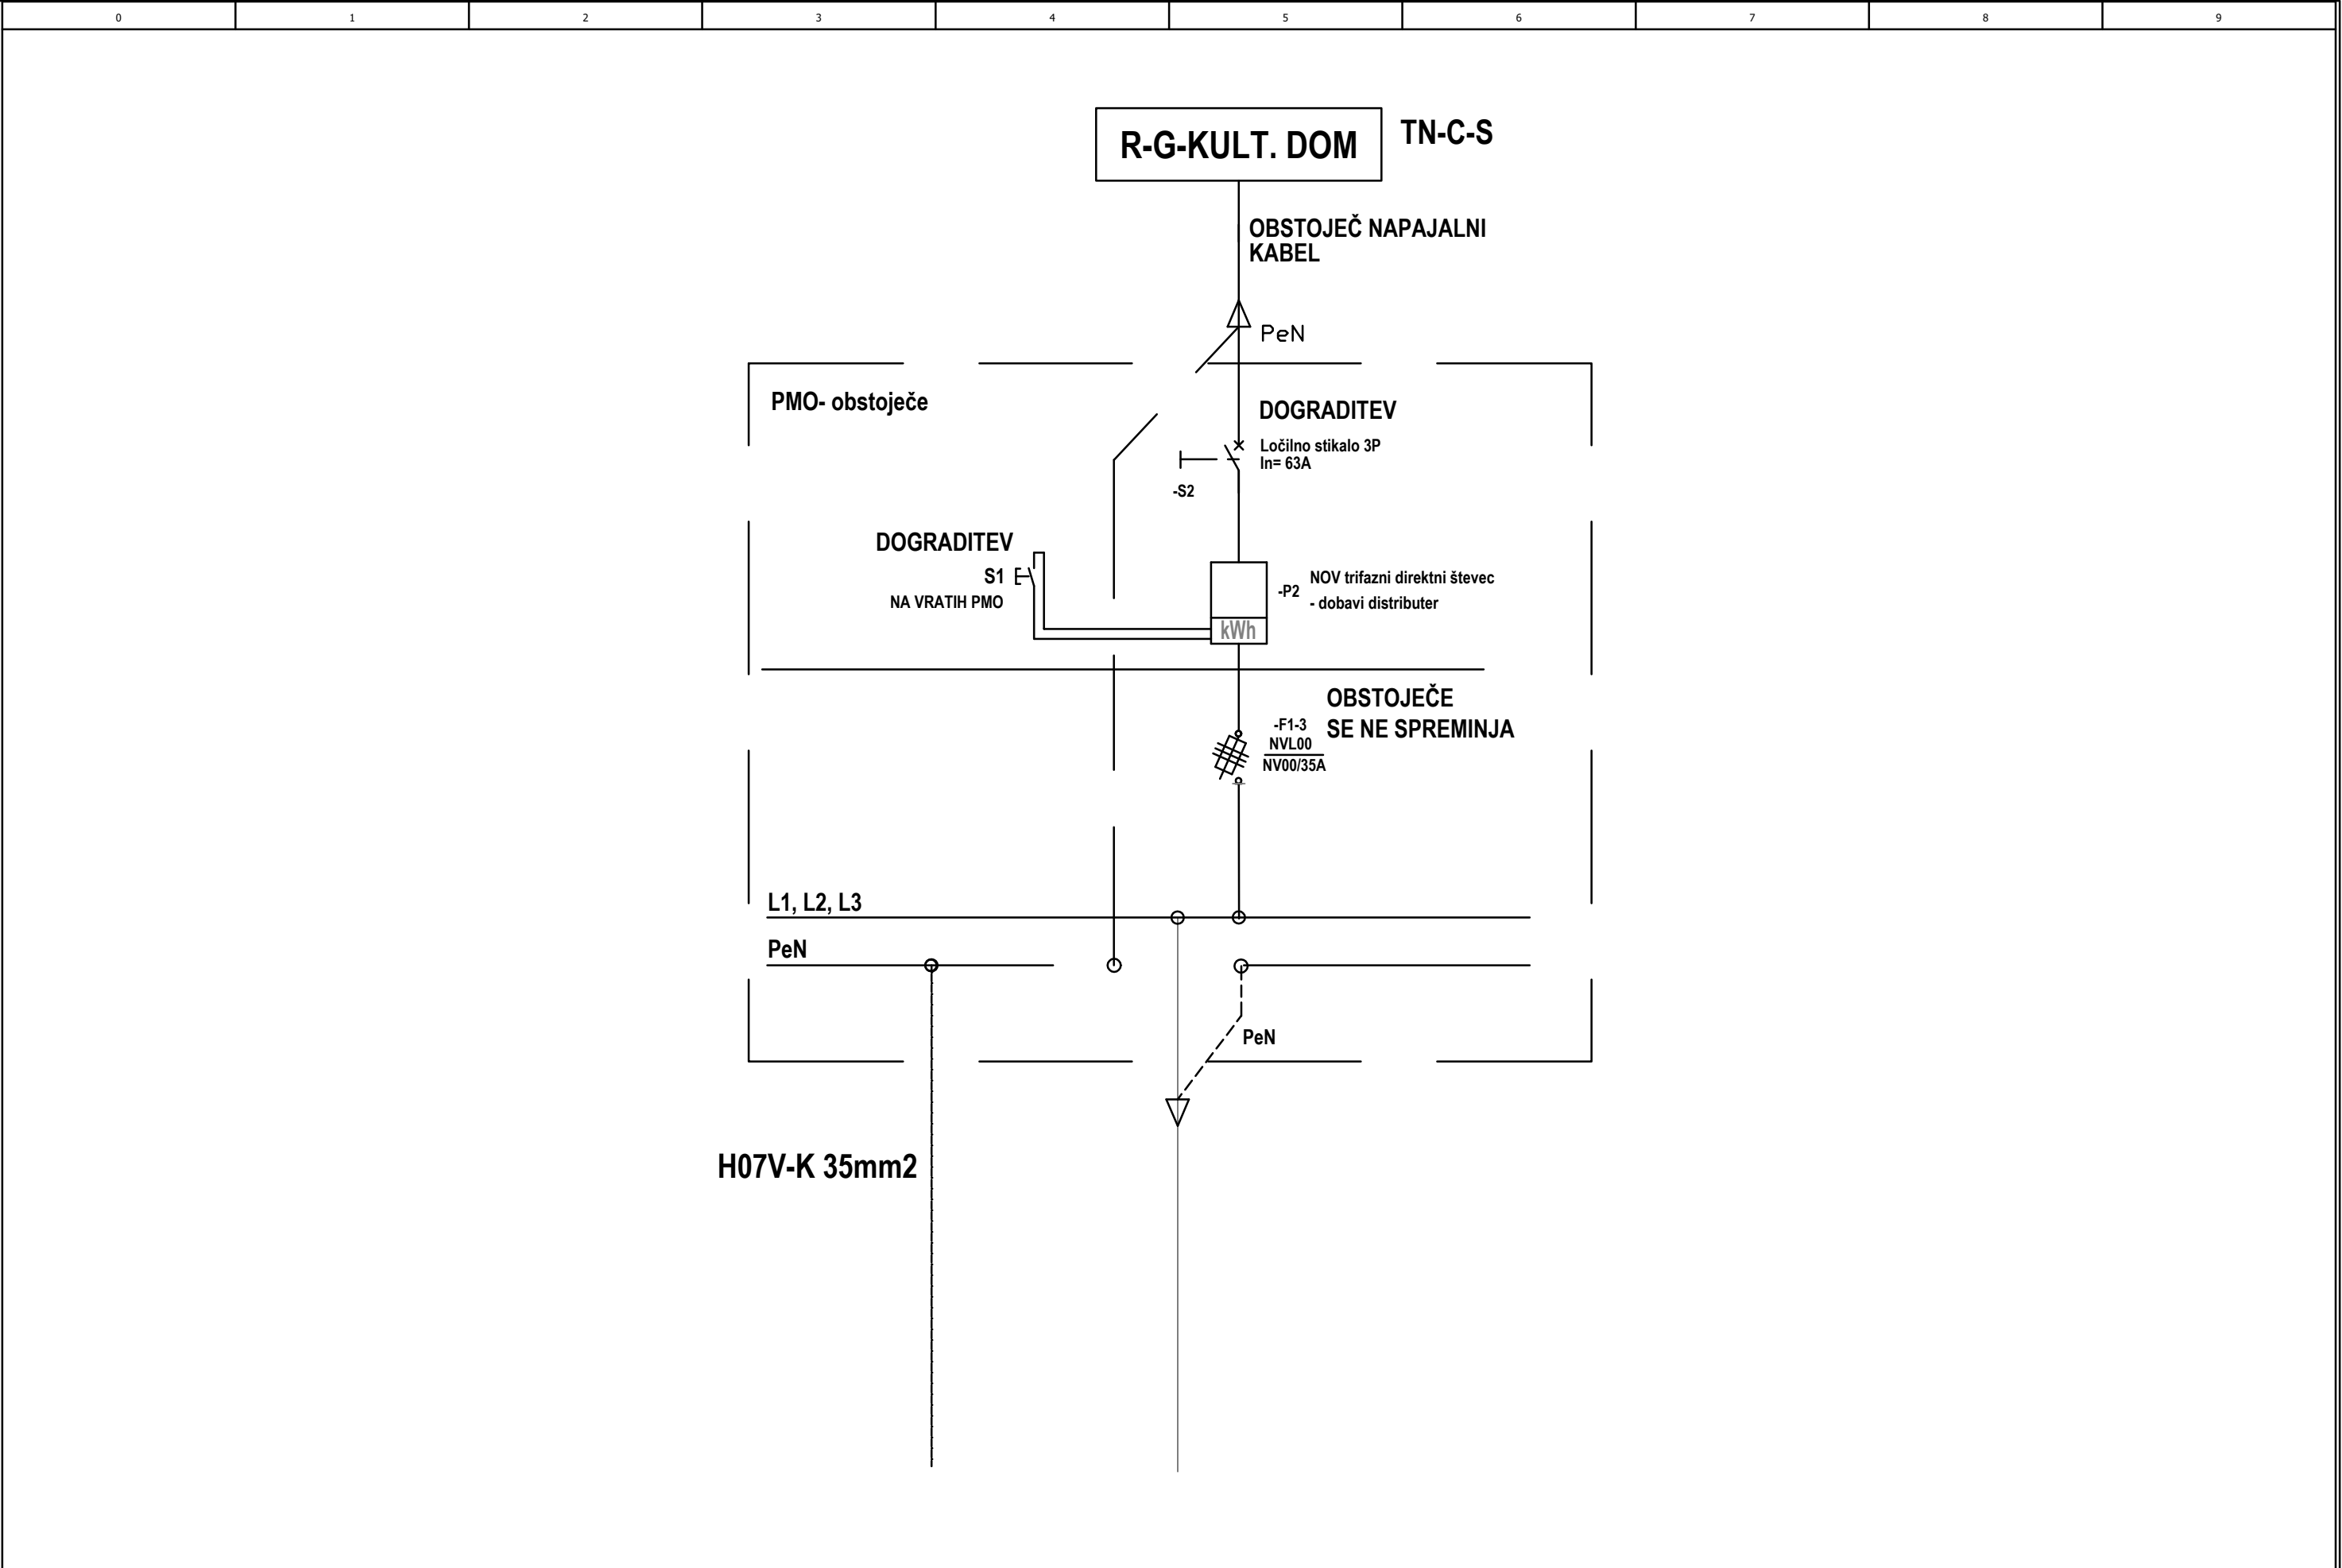 0 1 2 3 4 5 6 7 8 9
R-G-KULT. DOM
TN-C-S
OBSTOJEČ NAPAJALNI
KABEL
PeN
PMO- obstoječe
DOGRADITEV
Ločilno stikalo 3P
In= 63A
-S2
DOGRADITEV
S1
NA VRATIH PMO
-P2
NOV trifazni direktni števec
- dobavi distributer
kWh
OBSTOJEČE
SE NE SPREMINJA
-F1-3
NVL00
NV00/35A
L1, L2, L3
PeN
PeN
H07V-K 35mm2